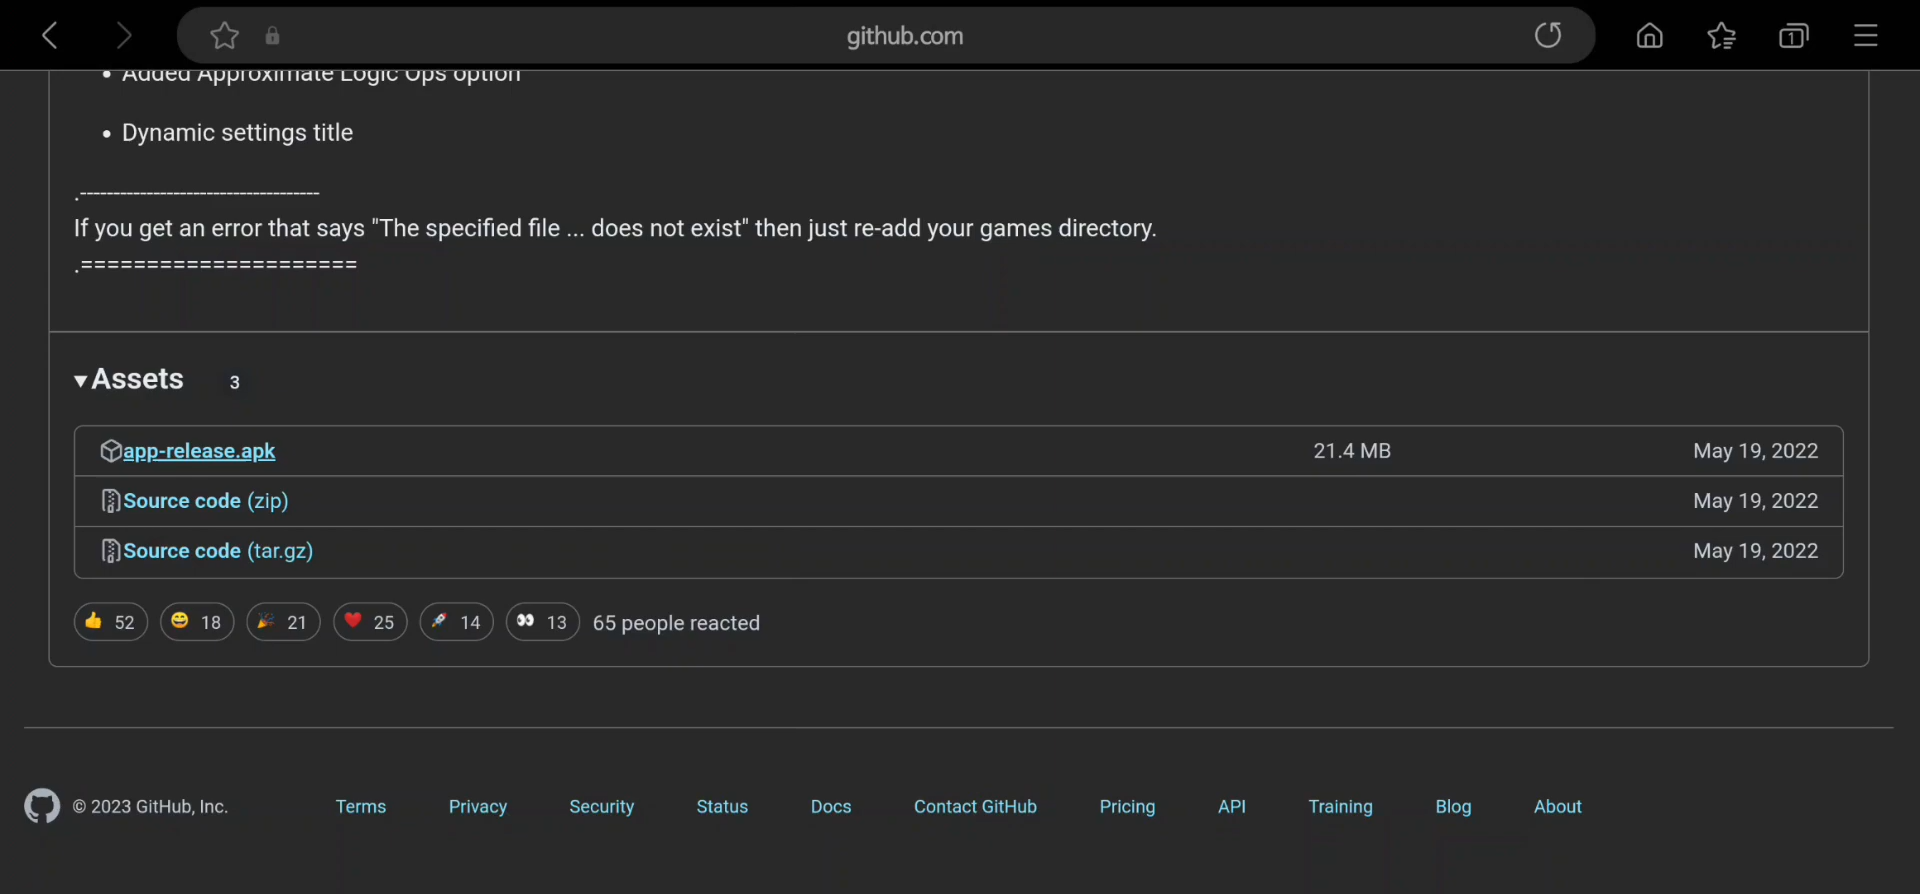 github.com
1
• Added Approximate Logic Ops option
• Dynamic settings title
.------------------------------------
If you get an error that says "The specified file ... does not exist" then just re-add your games directory.
.=====================
▾Assets 3
app-release.apk 21.4 MB May 19, 2022
Source code (zip) May 19, 2022
Source code (tar.gz) May 19, 2022
👍 52 😄 18 🎉 21 ❤️ 25 🚀 14 👀 13 65 people reacted
© 2023 GitHub, Inc. Terms Privacy Security Status Docs Contact GitHub Pricing API Training Blog About